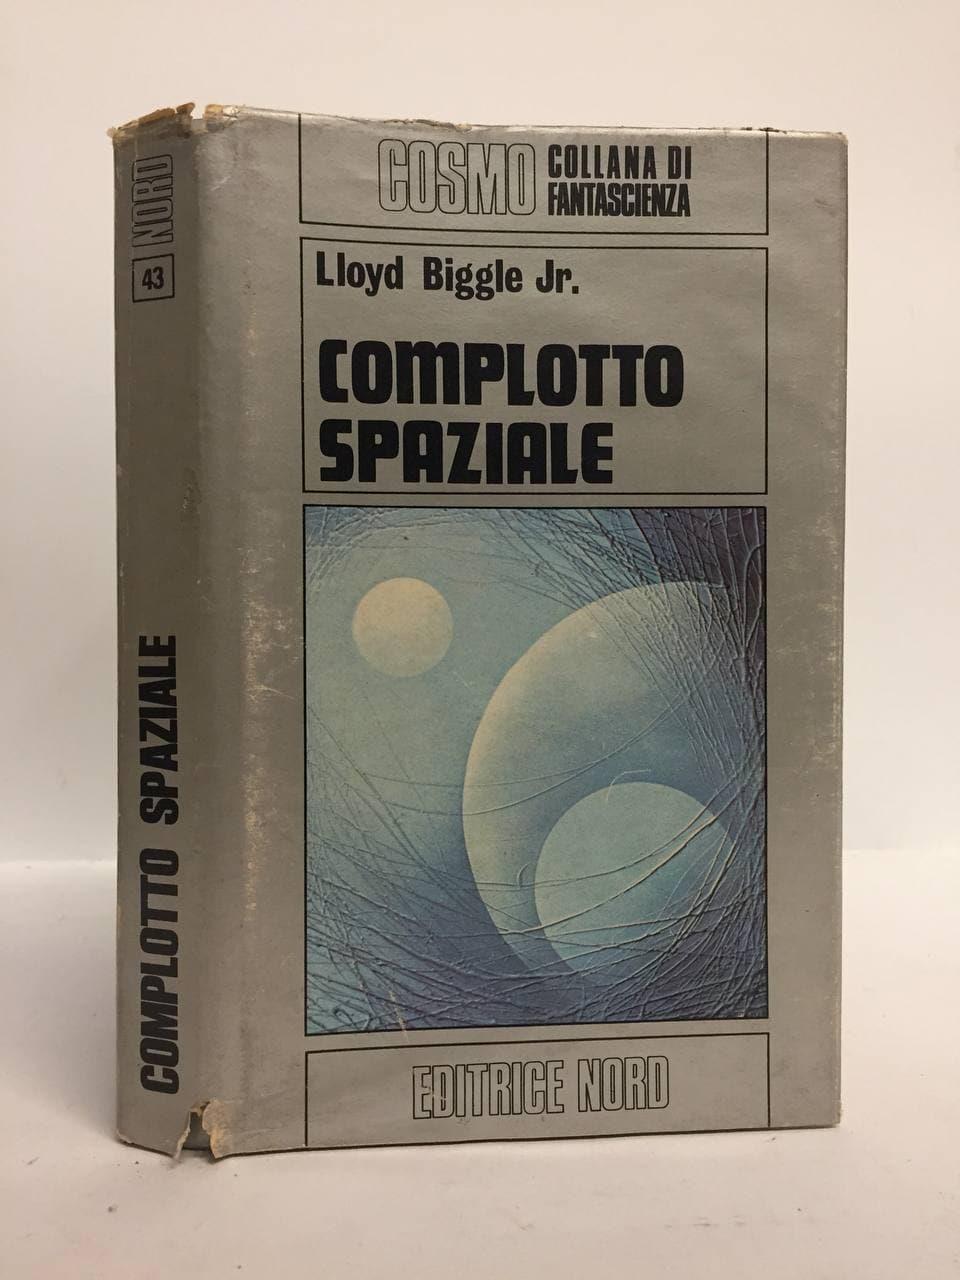 NORD
43
COMPLOTTO SPAZIALE
COSMO
COLLANA DI
FANTASCIENZA
Lloyd Biggle Jr.
COMPLOTTO
SPAZIALE
EDITRICE NORD